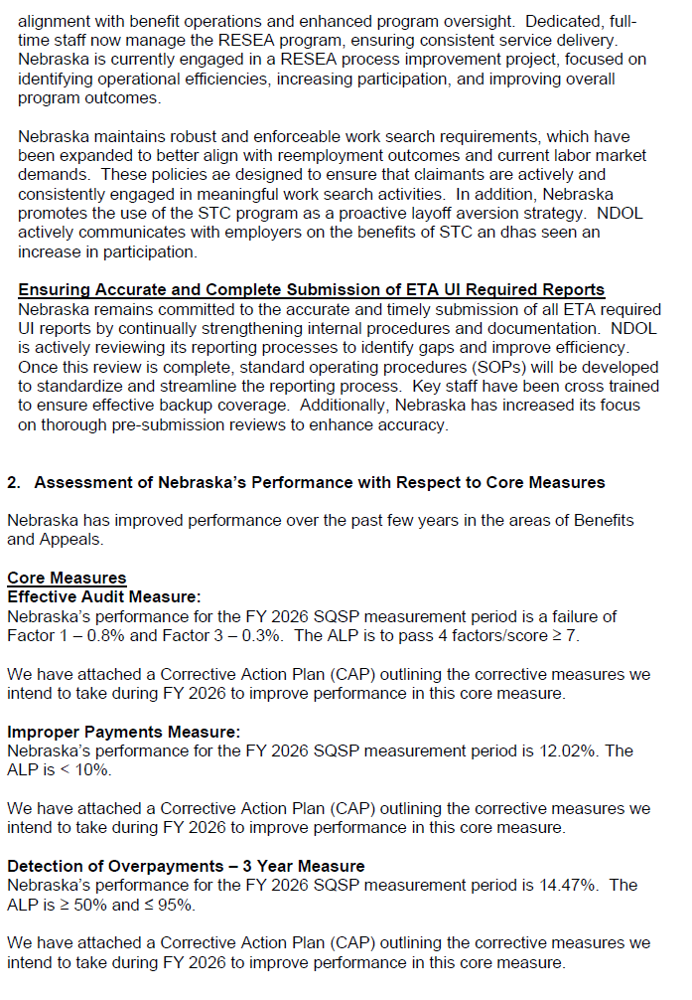 alignment with benefit operations and enhanced program oversight.  Dedicated, full-
time staff now manage the RESEA program, ensuring consistent service delivery.
Nebraska is currently engaged in a RESEA process improvement project, focused on
identifying operational efficiencies, increasing participation, and improving overall
program outcomes.
Nebraska maintains robust and enforceable work search requirements, which have
been expanded to better align with reemployment outcomes and current labor market
demands.  These policies ae designed to ensure that claimants are actively and
consistently engaged in meaningful work search activities.  In addition, Nebraska
promotes the use of the STC program as a proactive layoff aversion strategy.  NDOL
actively communicates with employers on the benefits of STC an dhas seen an
increase in participation.
Ensuring Accurate and Complete Submission of ETA UI Required Reports
Nebraska remains committed to the accurate and timely submission of all ETA required
UI reports by continually strengthening internal procedures and documentation.  NDOL
is actively reviewing its reporting processes to identify gaps and improve efficiency.
Once this review is complete, standard operating procedures (SOPs) will be developed
to standardize and streamline the reporting process.  Key staff have been cross trained
to ensure effective backup coverage.  Additionally, Nebraska has increased its focus
on thorough pre-submission reviews to enhance accuracy.
2.  Assessment of Nebraska's Performance with Respect to Core Measures
Nebraska has improved performance over the past few years in the areas of Benefits
and Appeals.
Core Measures
Effective Audit Measure:
Nebraska's performance for the FY 2026 SQSP measurement period is a failure of
Factor 1 – 0.8% and Factor 3 – 0.3%.  The ALP is to pass 4 factors/score ≥ 7.
We have attached a Corrective Action Plan (CAP) outlining the corrective measures we
intend to take during FY 2026 to improve performance in this core measure.
Improper Payments Measure:
Nebraska's performance for the FY 2026 SQSP measurement period is 12.02%. The
ALP is < 10%.
We have attached a Corrective Action Plan (CAP) outlining the corrective measures we
intend to take during FY 2026 to improve performance in this core measure.
Detection of Overpayments – 3 Year Measure
Nebraska's performance for the FY 2026 SQSP measurement period is 14.47%.  The
ALP is ≥ 50% and ≤ 95%.
We have attached a Corrective Action Plan (CAP) outlining the corrective measures we
intend to take during FY 2026 to improve performance in this core measure.